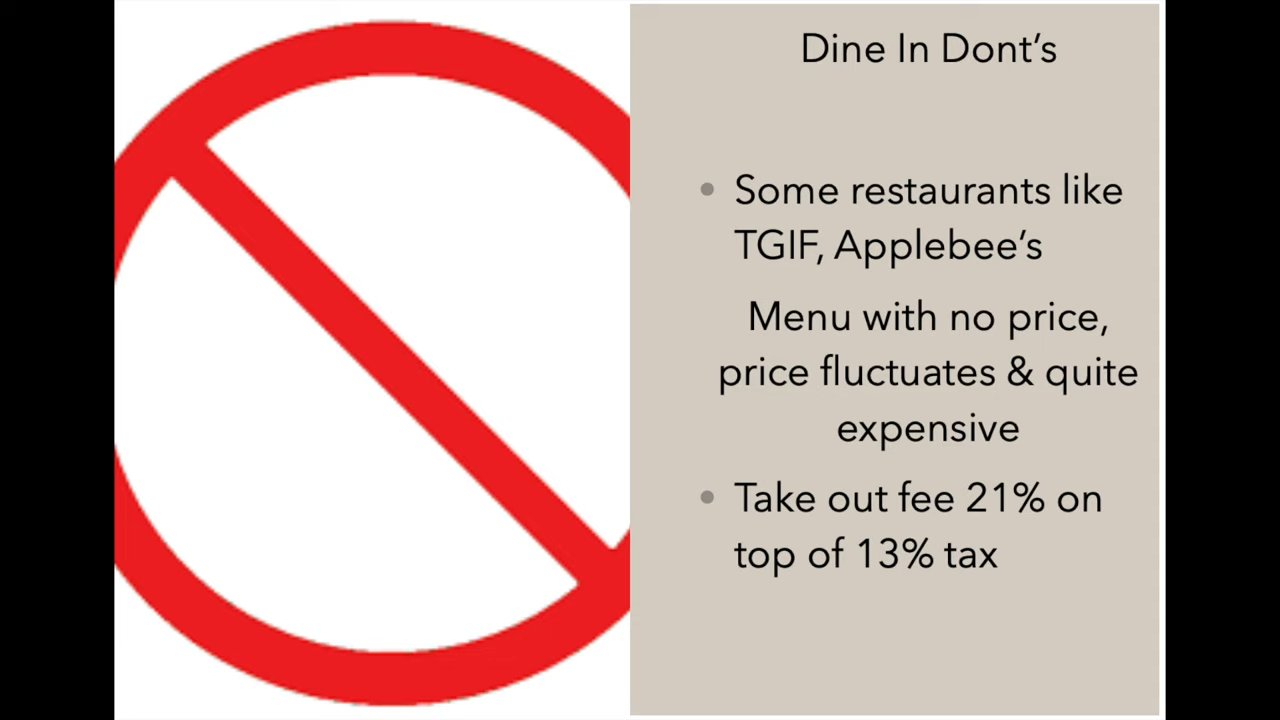 Dine In Dont’s
• Some restaurants like
TGIF, Applebee’s
Menu with no price,
price fluctuates & quite
expensive
• Take out fee 21% on
top of 13% tax